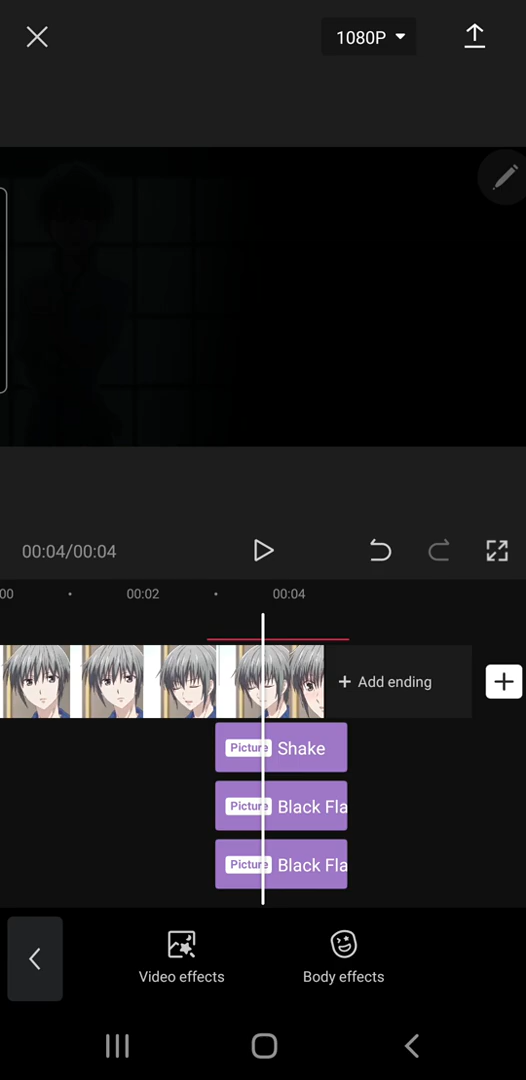 1080P
00:04/00:04
00
00:02
00:04
+ Add ending
Picture Shake
Picture Black Fla
Picture Black Fla
Video effects
Body effects